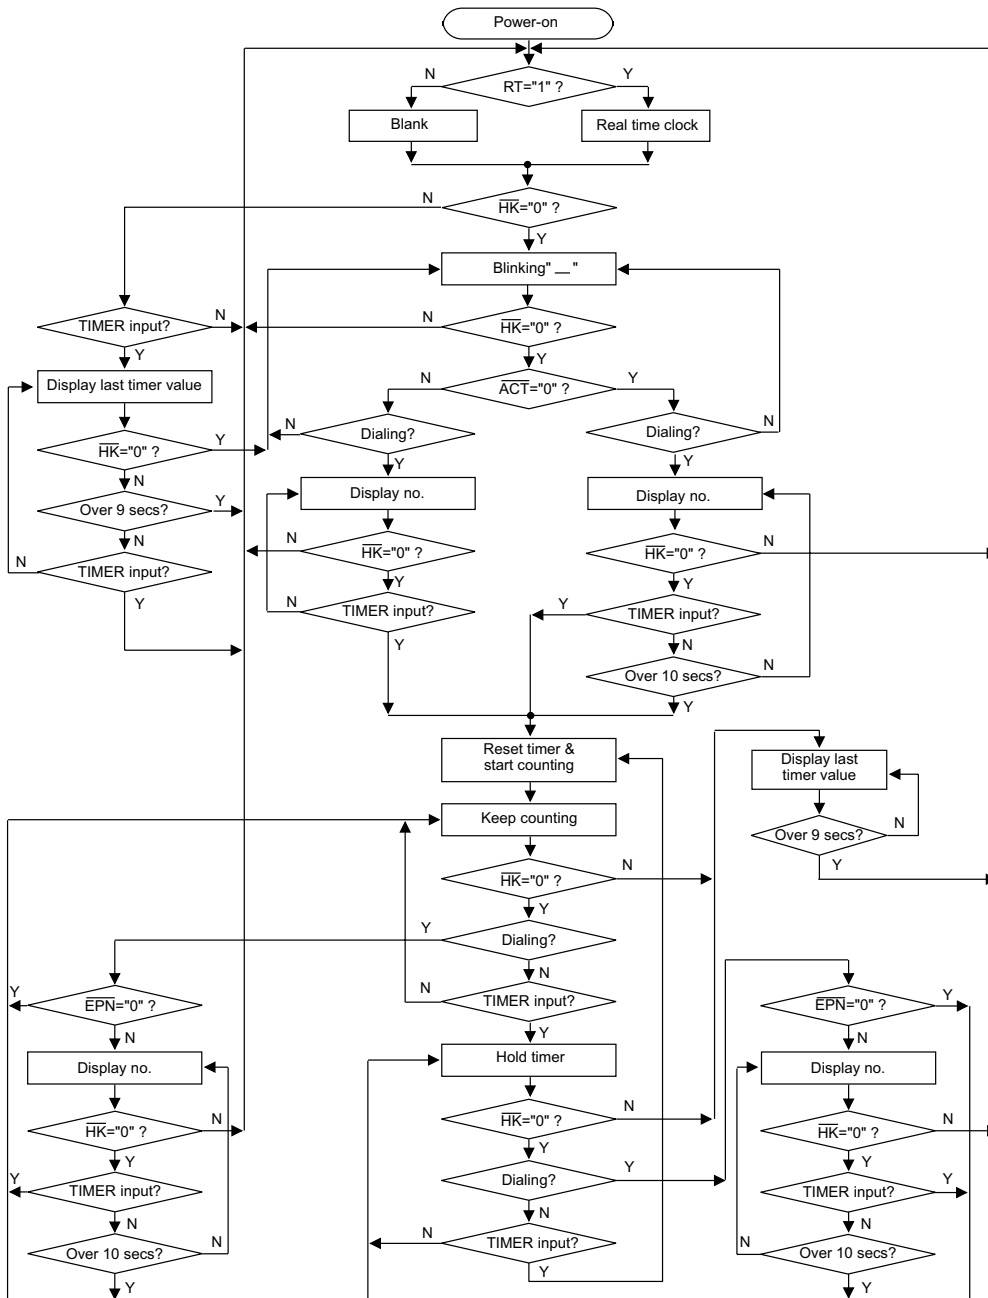 Power-on
N
RT="1" ?
Y
Blank
Real time clock
N
HK="0" ?
Y
Blinking" __ "
TIMER input?
N
N
HK="0" ?
Y
Y
Display last timer value
N
ACT="0" ?
Y
N
Dialing?
Dialing?
N
HK="0" ?
Y
Y
Y
N
Display no.
Display no.
Over 9 secs?
Y
N
N
HK="0" ?
HK="0" ?
N
N
TIMER input?
Y
Y
Y
N
TIMER input?
Y
TIMER input?
Y
N
Over 10 secs?
N
Y
Reset timer &
start counting
Display last
timer value
Keep counting
Over 9 secs?
N
Y
HK="0" ?
N
Y
Y
Dialing?
N
Y
EPN="0" ?
N
TIMER input?
EPN="0" ?
Y
N
Y
N
Display no.
Hold timer
Display no.
HK="0" ?
N
HK="0" ?
N
HK="0" ?
N
Y
Y
Y
Y
TIMER input?
Dialing?
Y
TIMER input?
Y
N
N
N
Over 10 secs?
N
N
TIMER input?
N
Over 10 secs?
Y
Y
Y